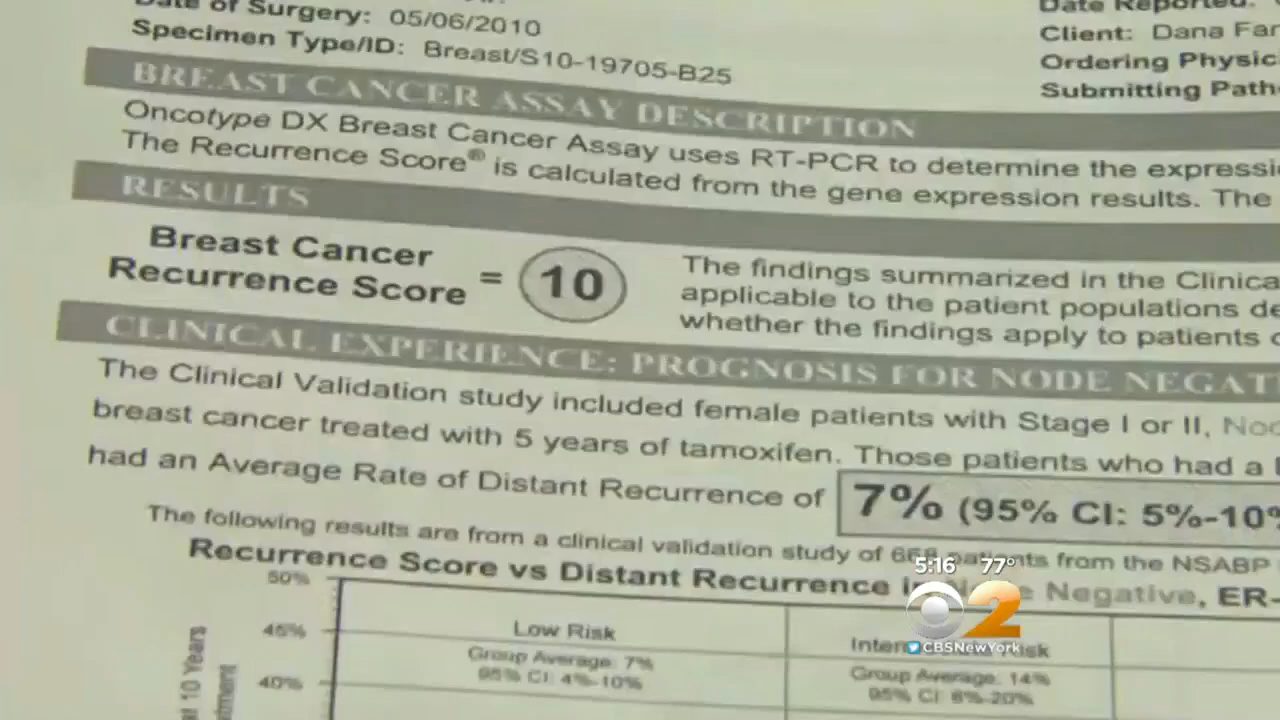 Date of Surgery: 05/06/2010
Specimen Type/ID: Breast/S10-19705-B25
Date Reported:
Client: Dana Far
Ordering Physic
Submitting Path
BREAST CANCER ASSAY DESCRIPTION
Oncotype DX Breast Cancer Assay uses RT-PCR to determine the expressi
The Recurrence Score® is calculated from the gene expression results. The
RESULTS
Breast Cancer
Recurrence Score = 10
The findings summarized in the Clinica
applicable to the patient populations de
whether the findings apply to patients
CLINICAL EXPERIENCE: PROGNOSIS FOR NODE NEGATI
The Clinical Validation study included female patients with Stage I or II, Nod
breast cancer treated with 5 years of tamoxifen. Those patients who had a
had an Average Rate of Distant Recurrence of 7% (95% CI: 5%-10%
The following results are from a clinical validation study of 668 patients from the NSABP
Recurrence Score vs Distant Recurrence in Node Negative, ER-
50%
45%
40%
10 Years
Low Risk
Group Average: 7%
95% CI: 4%-10%
Intermediate Risk
Group Average: 14%
95% CI: 8%-20%
5:16 77°
2
CBSNewYork